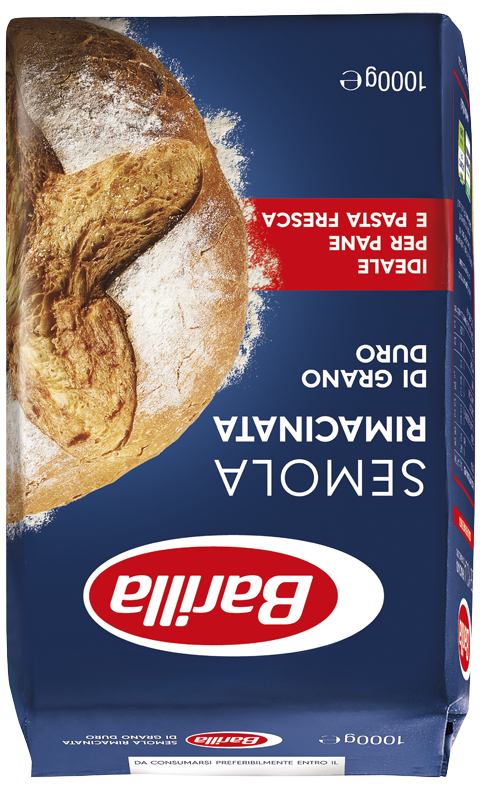 DA CONSUMARSI PREFERIBILMENTE ENTRO IL
1000g ℮
Barilla
SEMOLA RIMACINATA
DI GRANO DURO
Barilla
SEMOLA
RIMACINATA
DI GRANO
DURO
IDEALE
PER PANE
E PASTA FRESCA
1000g ℮
Barilla